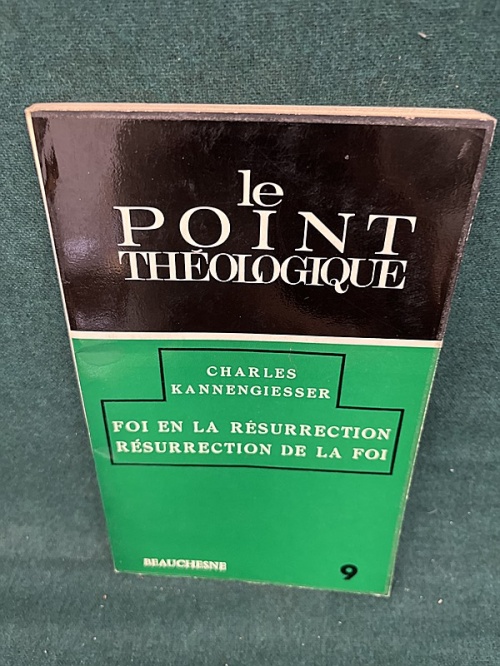 le
POINT
THÉOLOGIQUE
CHARLES
KANNENGIESSER
FOI EN LA RÉSURRECTION
RÉSURRECTION DE LA FOI
BEAUCHESNE
9